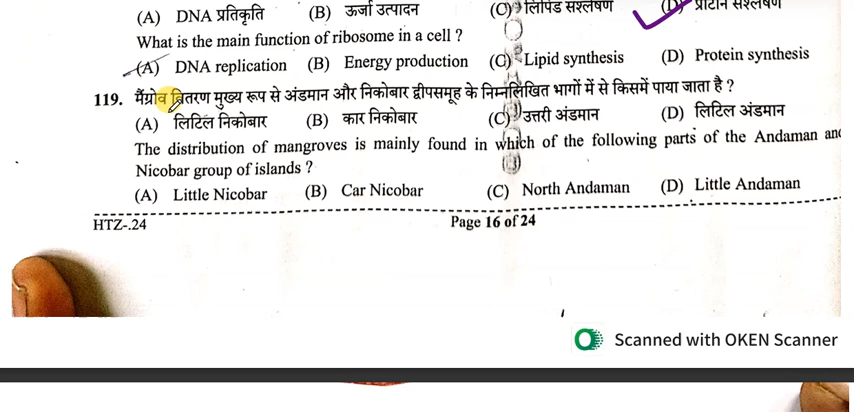 (A) DNA प्रतिकृति (B) ऊर्जा उत्पादन (C) लिपिड संश्लेषण (D) प्रोटीन संश्लेषण
What is the main function of ribosome in a cell ?
(A) DNA replication (B) Energy production (C) Lipid synthesis (D) Protein synthesis
119. मैंग्रोव वितरण मुख्य रूप से अंडमान और निकोबार द्वीपसमूह के निम्नलिखित भागों में से किसमें पाया जाता है ?
(A) लिटिल निकोबार (B) कार निकोबार (C) उत्तरी अंडमान (D) लिटिल अंडमान
The distribution of mangroves is mainly found in which of the following parts of the Andaman and
Nicobar group of islands ?
(A) Little Nicobar (B) Car Nicobar (C) North Andaman (D) Little Andaman
HTZ-.24 Page 16 of 24
Scanned with OKEN Scanner